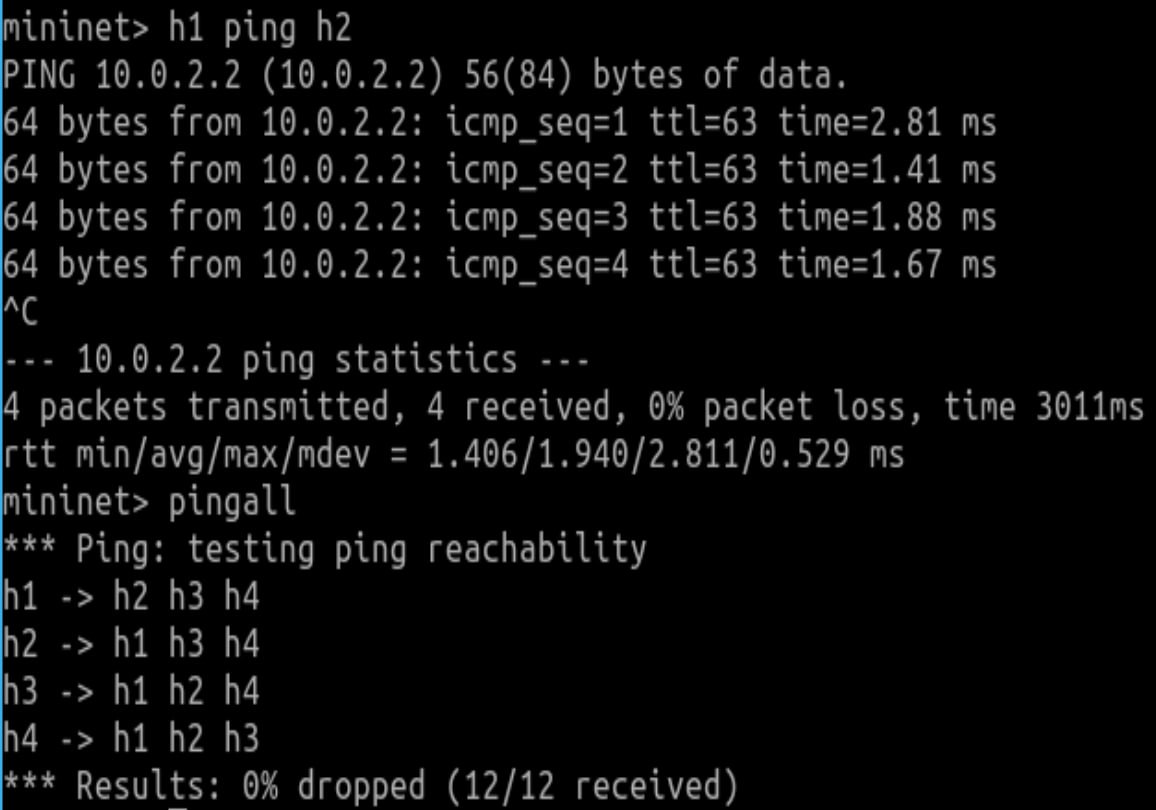 mininet> h1 ping h2
PING 10.0.2.2 (10.0.2.2) 56(84) bytes of data.
64 bytes from 10.0.2.2: icmp_seq=1 ttl=63 time=2.81 ms
64 bytes from 10.0.2.2: icmp_seq=2 ttl=63 time=1.41 ms
64 bytes from 10.0.2.2: icmp_seq=3 ttl=63 time=1.88 ms
64 bytes from 10.0.2.2: icmp_seq=4 ttl=63 time=1.67 ms
^C
--- 10.0.2.2 ping statistics ---
4 packets transmitted, 4 received, 0% packet loss, time 3011ms
rtt min/avg/max/mdev = 1.406/1.940/2.811/0.529 ms
mininet> pingall
*** Ping: testing ping reachability
h1 -> h2 h3 h4
h2 -> h1 h3 h4
h3 -> h1 h2 h4
h4 -> h1 h2 h3
*** Results: 0% dropped (12/12 received)